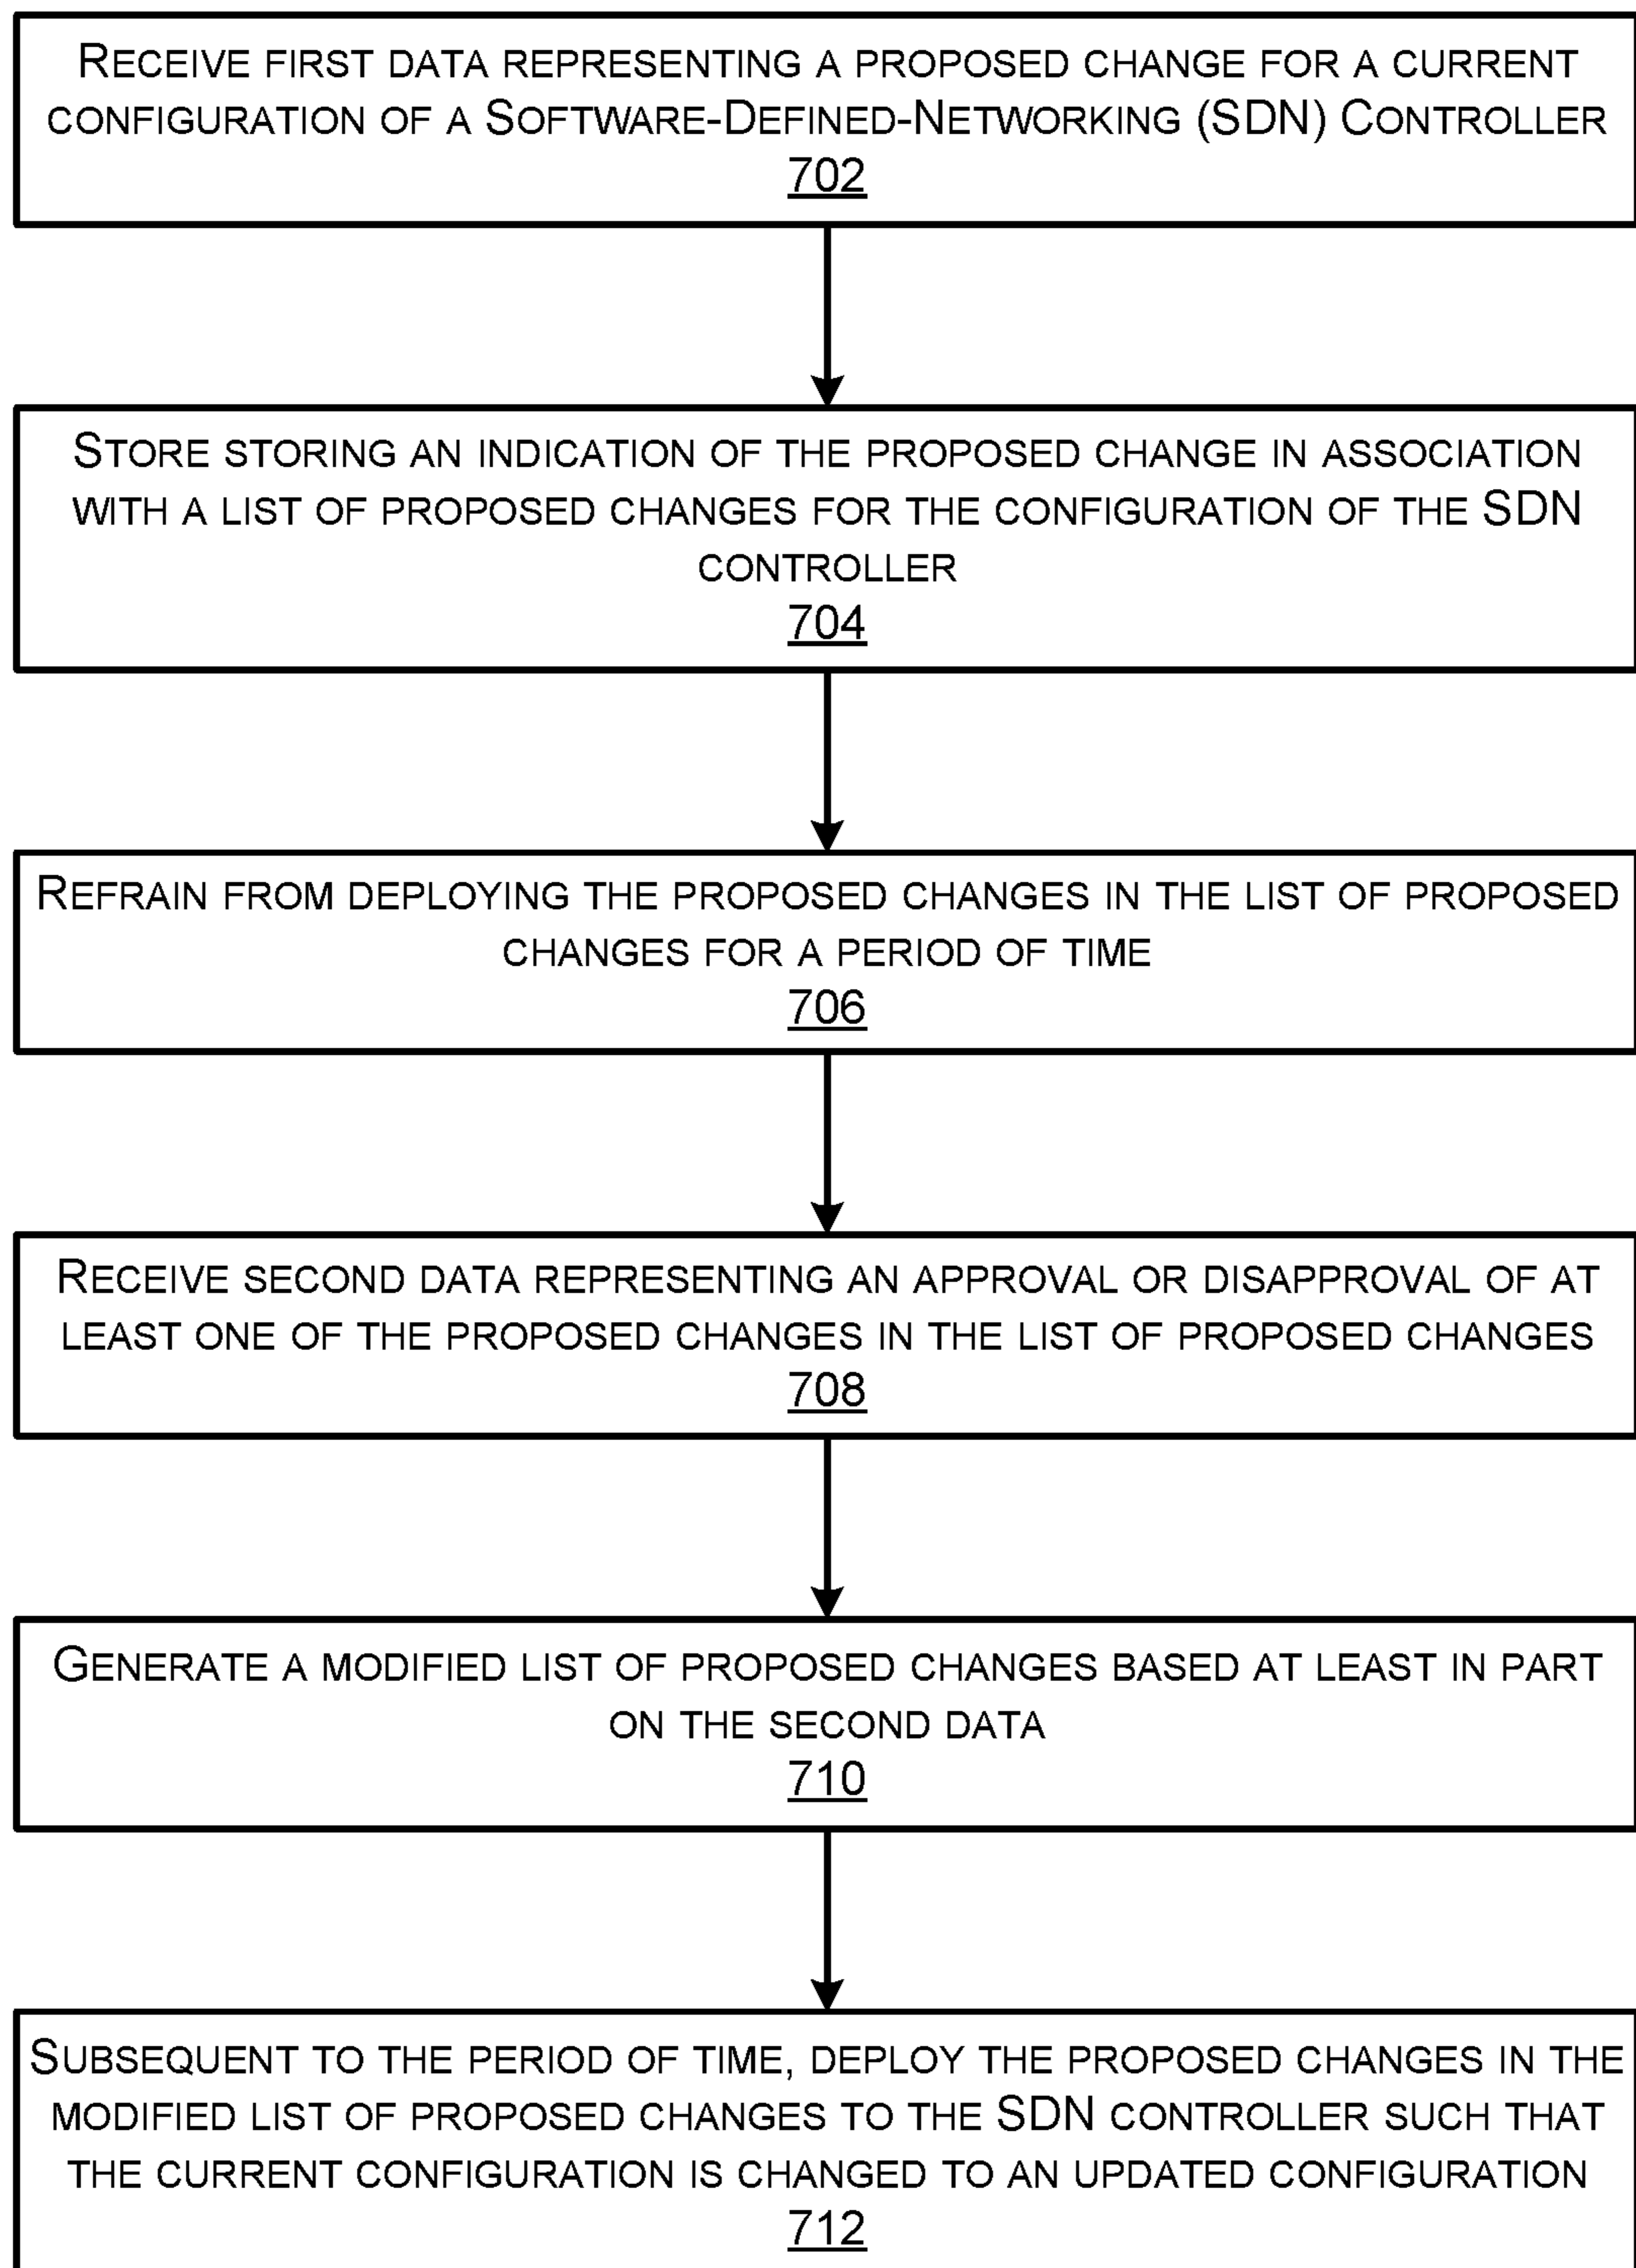 RECEIVE FIRST DATA REPRESENTING A PROPOSED CHANGE FOR A CURRENT
CONFIGURATION OF A SOFTWARE-DEFINED-NETWORKING (SDN) CONTROLLER
702
STORE STORING AN INDICATION OF THE PROPOSED CHANGE IN ASSOCIATION
WITH A LIST OF PROPOSED CHANGES FOR THE CONFIGURATION OF THE SDN
CONTROLLER
704
REFRAIN FROM DEPLOYING THE PROPOSED CHANGES IN THE LIST OF PROPOSED
CHANGES FOR A PERIOD OF TIME
706
RECEIVE SECOND DATA REPRESENTING AN APPROVAL OR DISAPPROVAL OF AT
LEAST ONE OF THE PROPOSED CHANGES IN THE LIST OF PROPOSED CHANGES
708
GENERATE A MODIFIED LIST OF PROPOSED CHANGES BASED AT LEAST IN PART
ON THE SECOND DATA
710
SUBSEQUENT TO THE PERIOD OF TIME, DEPLOY THE PROPOSED CHANGES IN THE
MODIFIED LIST OF PROPOSED CHANGES TO THE SDN CONTROLLER SUCH THAT
THE CURRENT CONFIGURATION IS CHANGED TO AN UPDATED CONFIGURATION
712